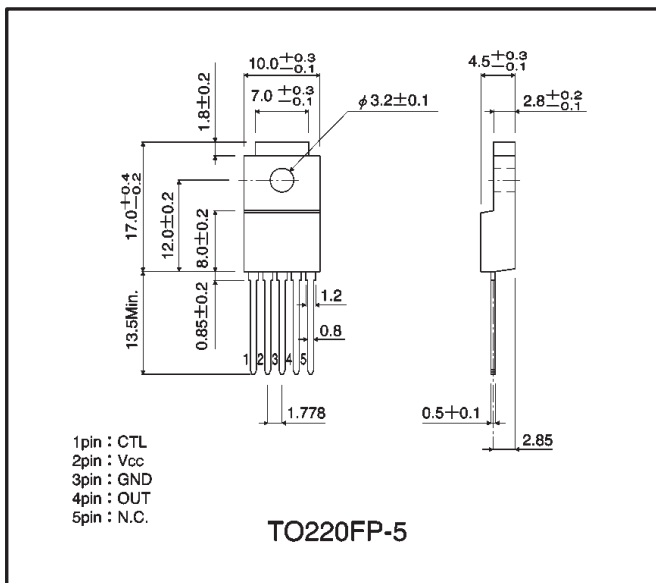 10.0+0.3−0.1
7.0 +0.3−0.1
φ3.2±0.1
1.8±0.2
17.0+0.4−0.2
12.0±0.2
8.0±0.2
13.5Min.
0.85±0.2
1.2
0.8
1 2 3 4 5
1.778
4.5+0.3−0.1
2.8+0.2−0.1
0.5+0.1
2.85
1pin : CTL
2pin : Vcc
3pin : GND
4pin : OUT
5pin : N.C.
TO220FP-5